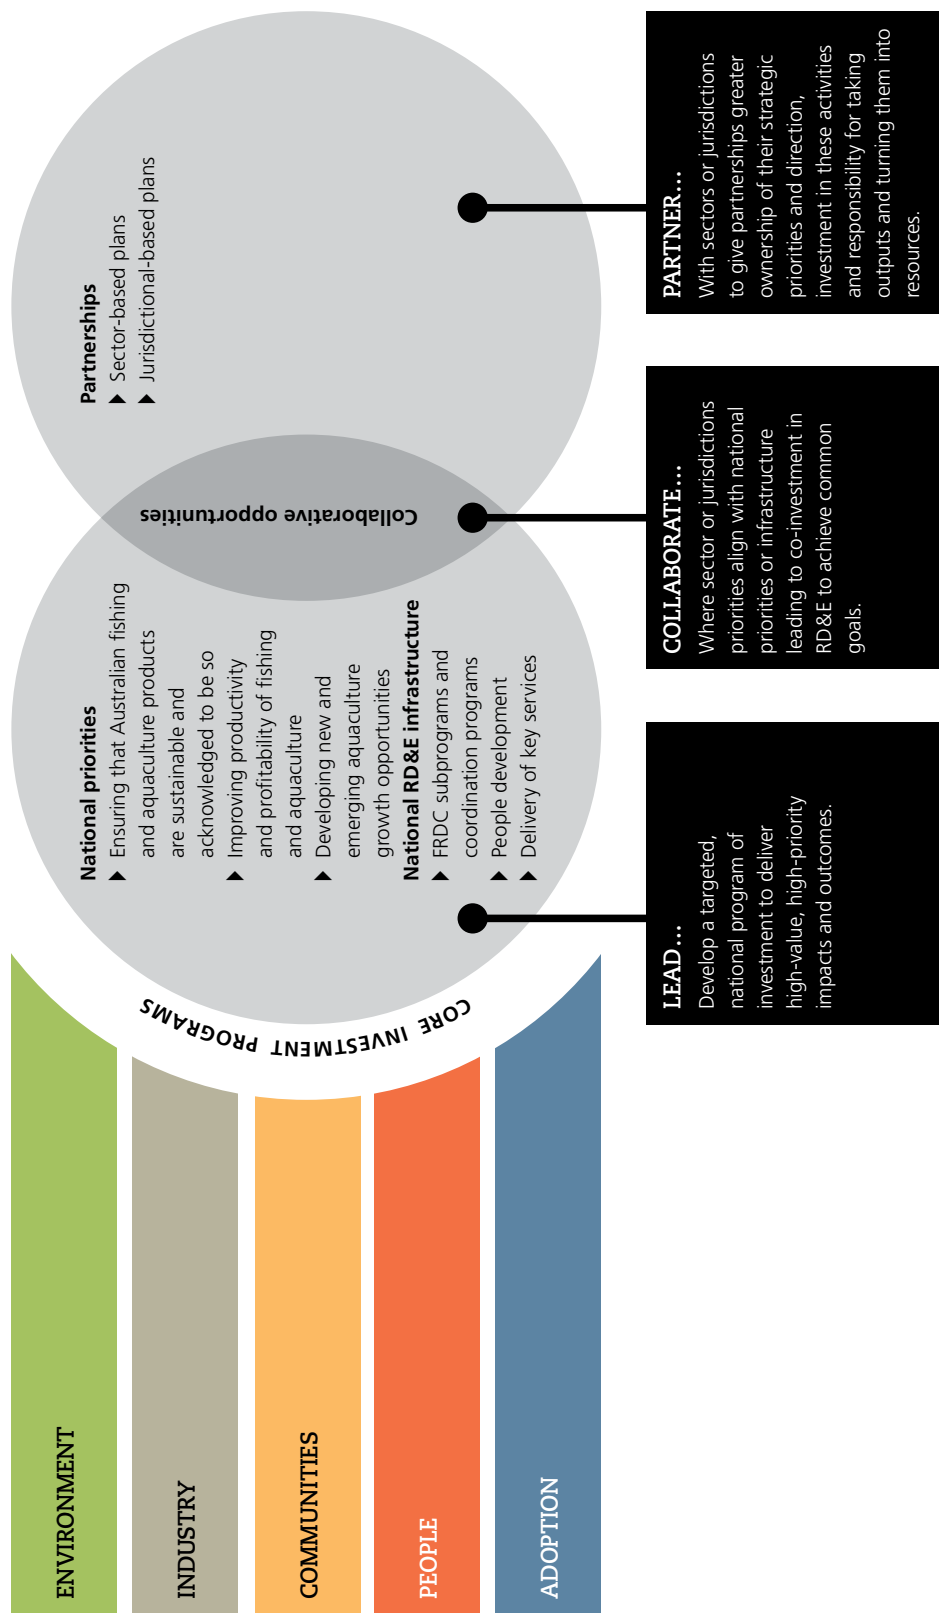 ENVIRONMENT
INDUSTRY
COMMUNITIES
PEOPLE
ADOPTION
CORE INVESTMENT PROGRAMS
National priorities
Ensuring that Australian fishing
and aquaculture products
are sustainable and
acknowledged to be so
Improving productivity
and profitability of fishing
and aquaculture
Developing new and
emerging aquaculture
growth opportunities
National RD&E infrastructure
FRDC subprograms and
coordination programs
People development
Delivery of key services
Collaborative opportunities
Partnerships
Sector-based plans
Jurisdictional-based plans
LEAD…
Develop a targeted,
national program of
investment to deliver
high-value, high-priority
impacts and outcomes.
COLLABORATE…
Where sector or jurisdictions
priorities align with national
priorities or infrastructure
leading to co-investment in
RD&E to achieve common
goals.
PARTNER…
With sectors or jurisdictions
to give partnerships greater
ownership of their strategic
priorities and direction,
investment in these activities
and responsibility for taking
outputs and turning them into
resources.